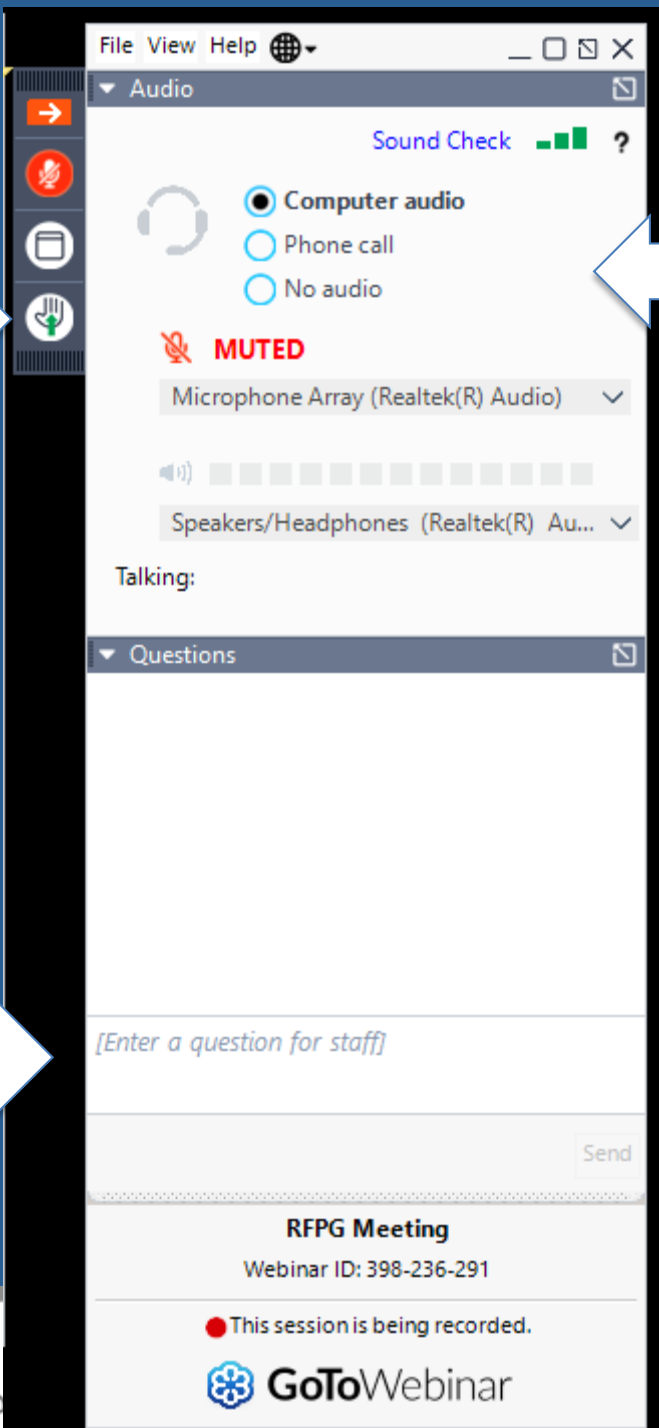 File View Help
Audio
Sound Check ?
Computer audio
Phone call
No audio
MUTED
Microphone Array (Realtek(R) Audio)
Speakers/Headphones (Realtek(R) Au...
Talking:
Questions
[Enter a question for staff]
Send
RFPG Meeting
Webinar ID: 398-236-291
This session is being recorded.
GoToWebinar